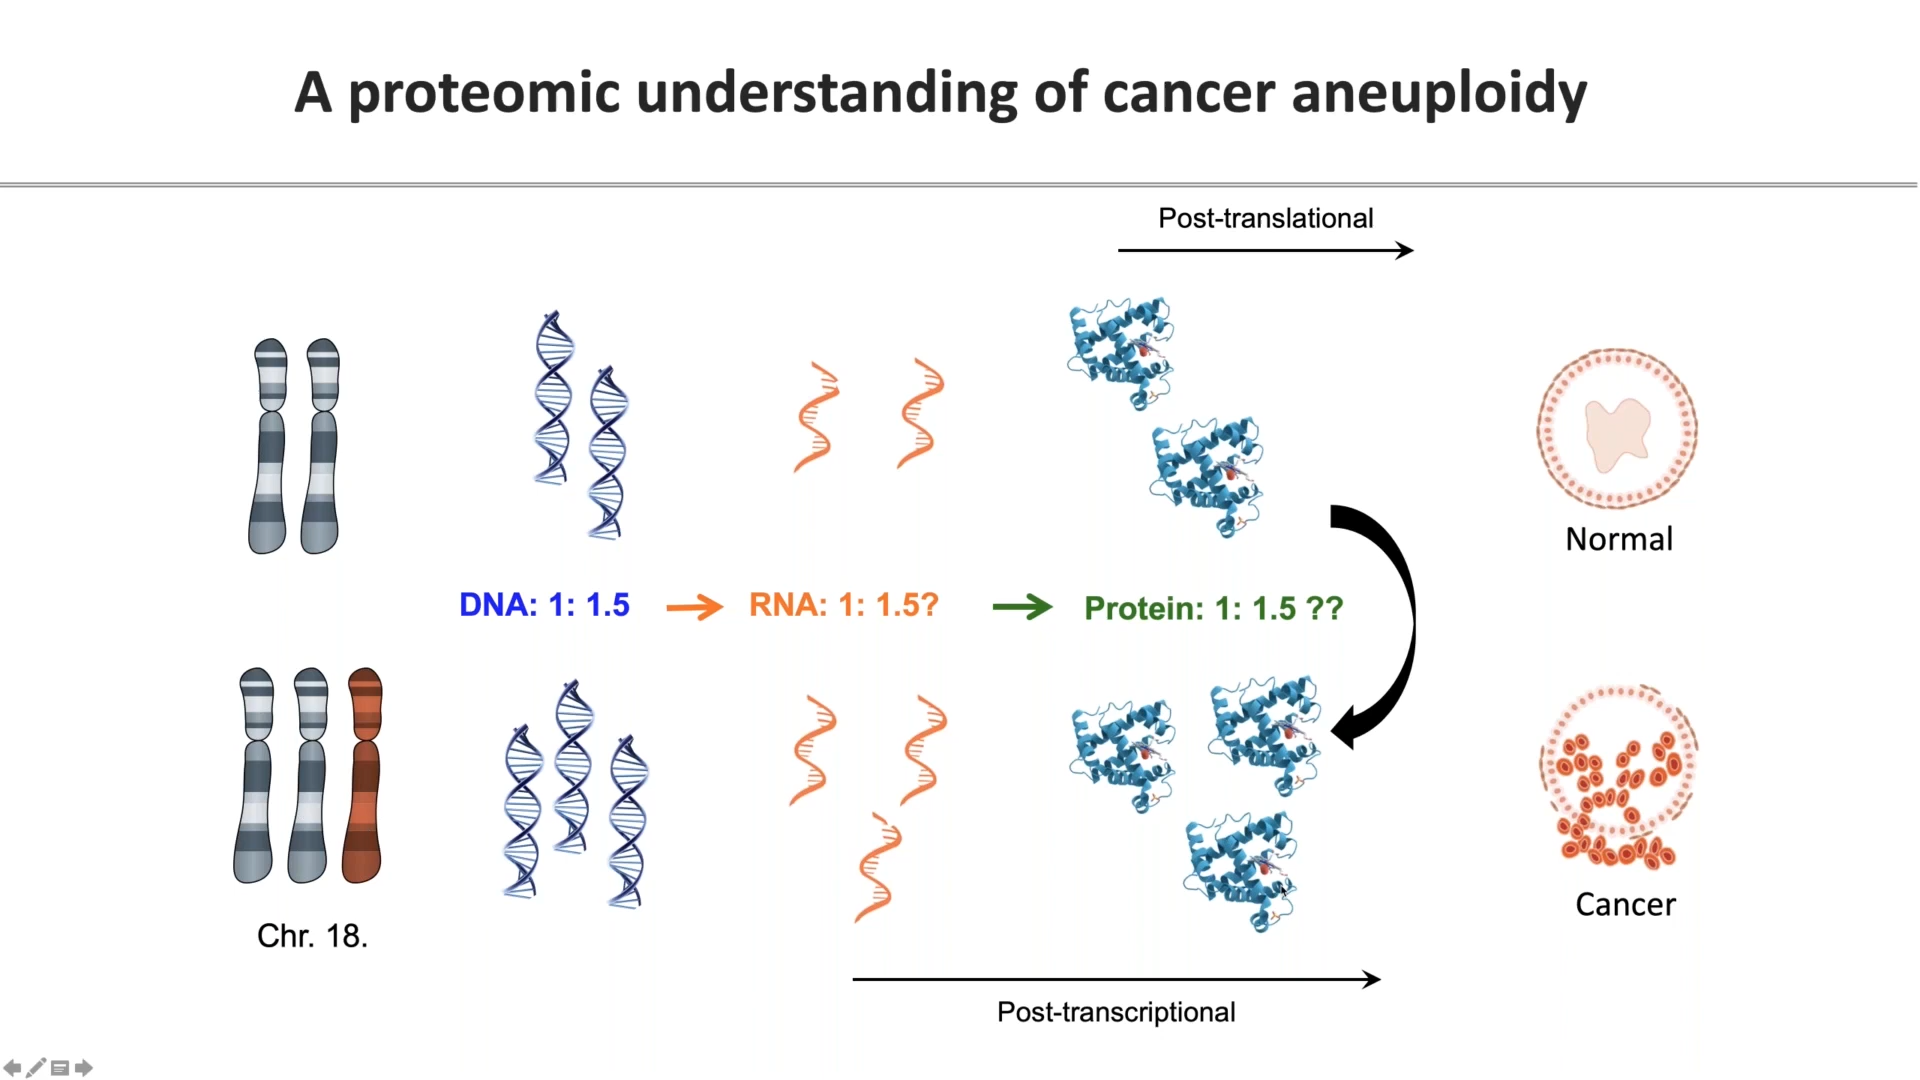 A proteomic understanding of cancer aneuploidy
Post-translational
Normal
DNA: 1: 1.5
RNA: 1: 1.5?
Protein: 1: 1.5 ??
Cancer
Chr. 18.
Post-transcriptional